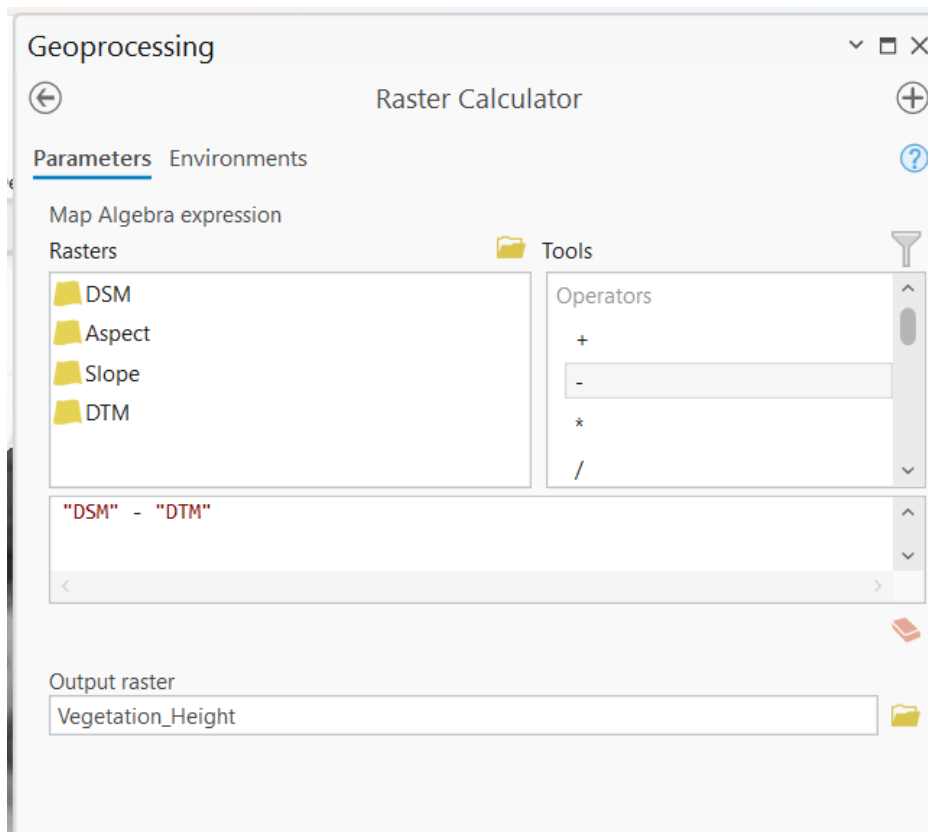 Geoprocessing
Raster Calculator
Parameters Environments
Map Algebra expression
Rasters Tools
DSM
Aspect
Slope
DTM
Operators
+
-
*
/
"DSM" - "DTM"
Output raster
Vegetation_Height